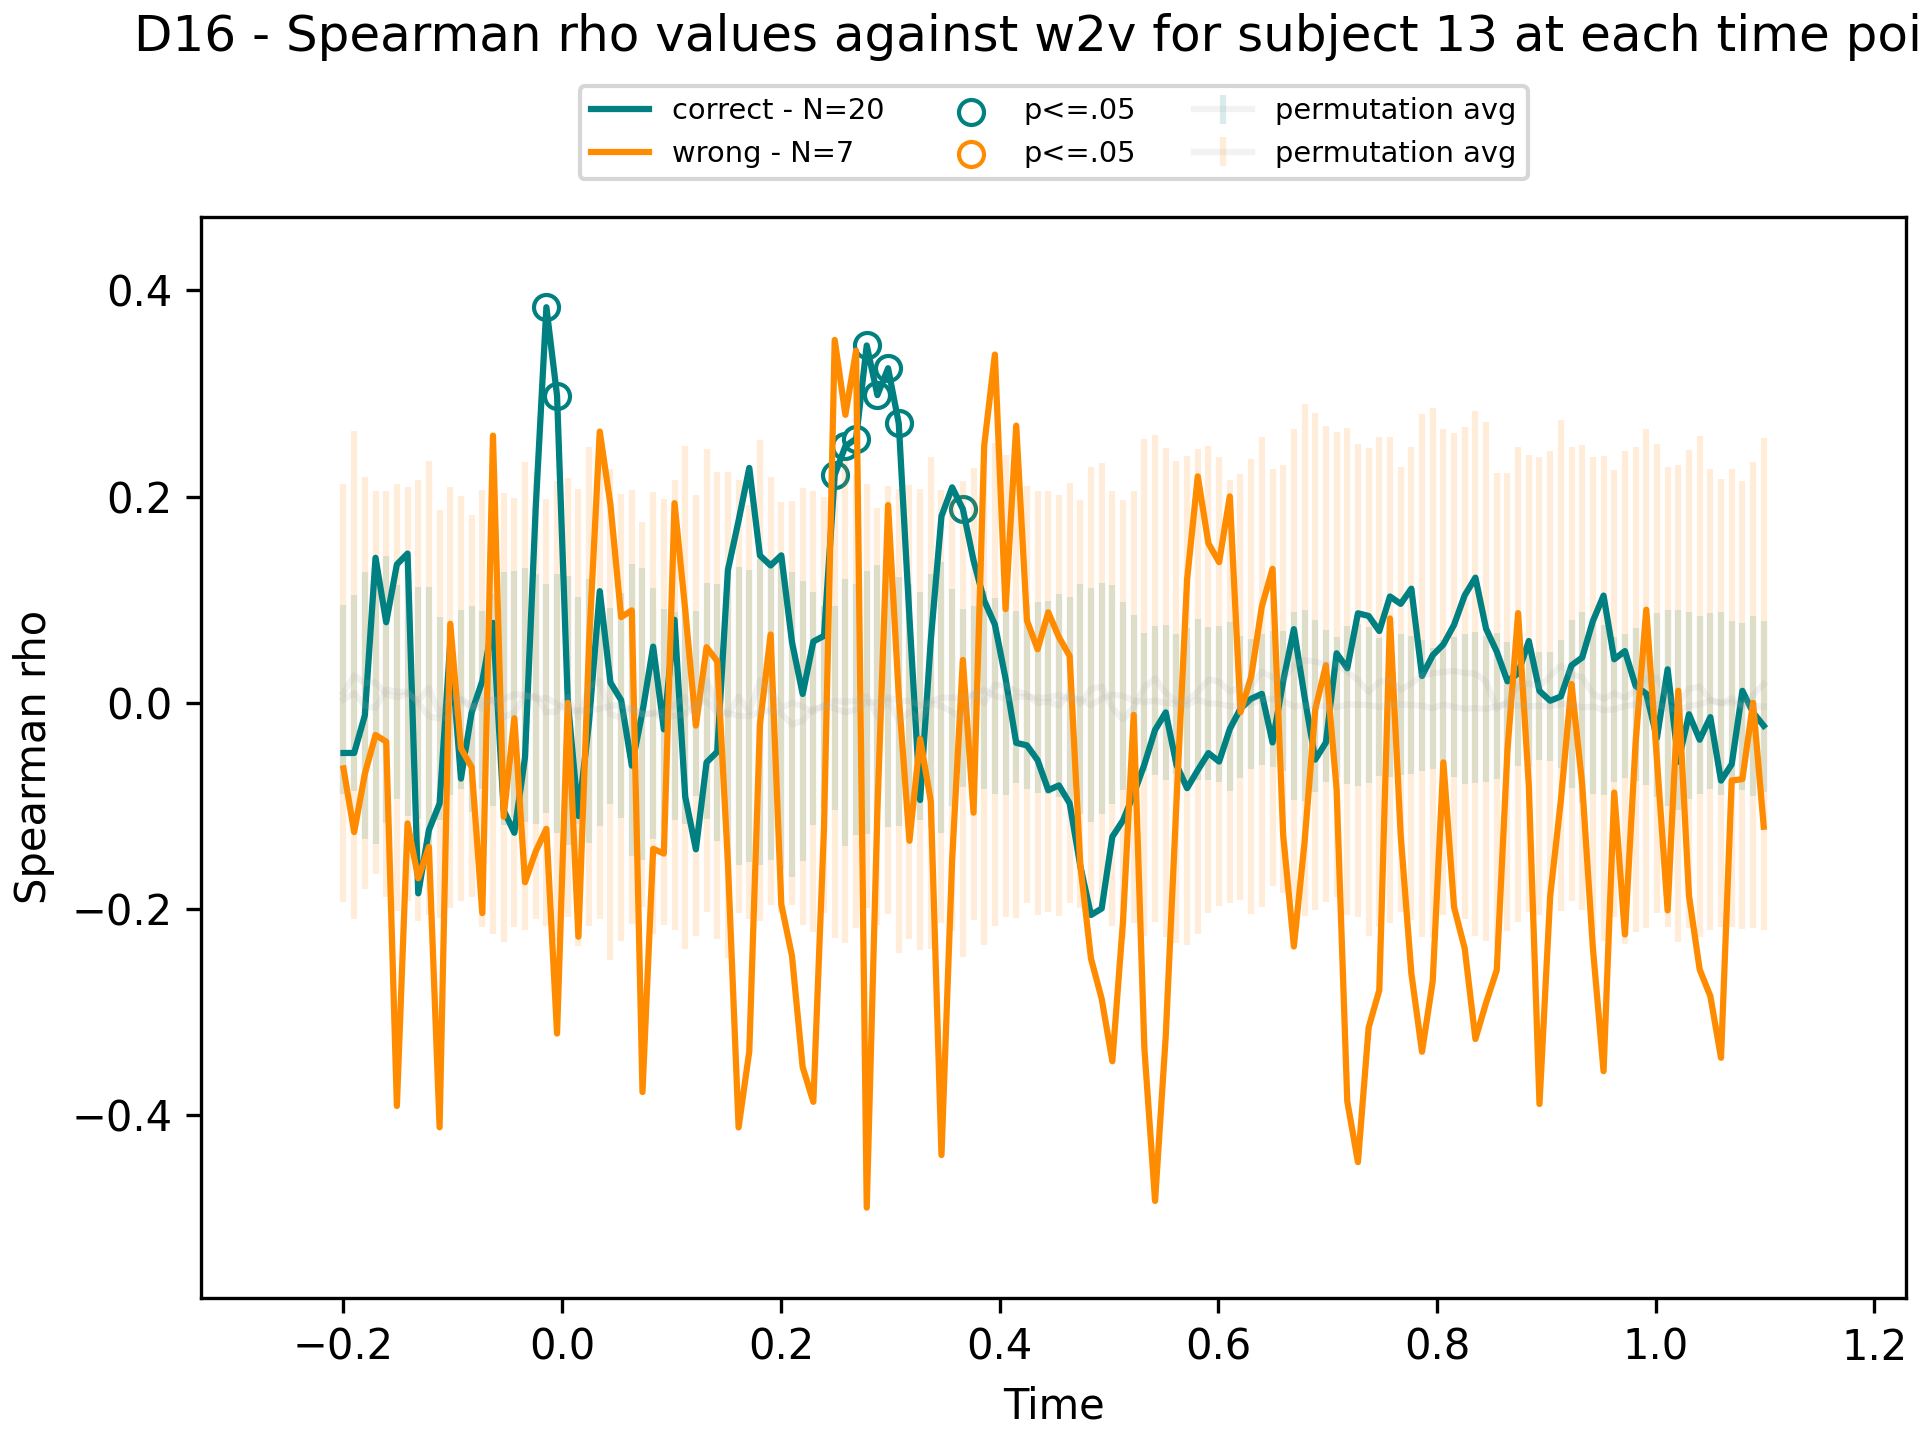 D16 - Spearman rho values against w2v for subject 13 at each time poi
correct - N=20 p<=.05 permutation avg
wrong - N=7 p<=.05 permutation avg
Spearman rho
0.4
0.2
0.0
−0.2
−0.4
−0.2 0.0 0.2 0.4 0.6 0.8 1.0 1.2
Time